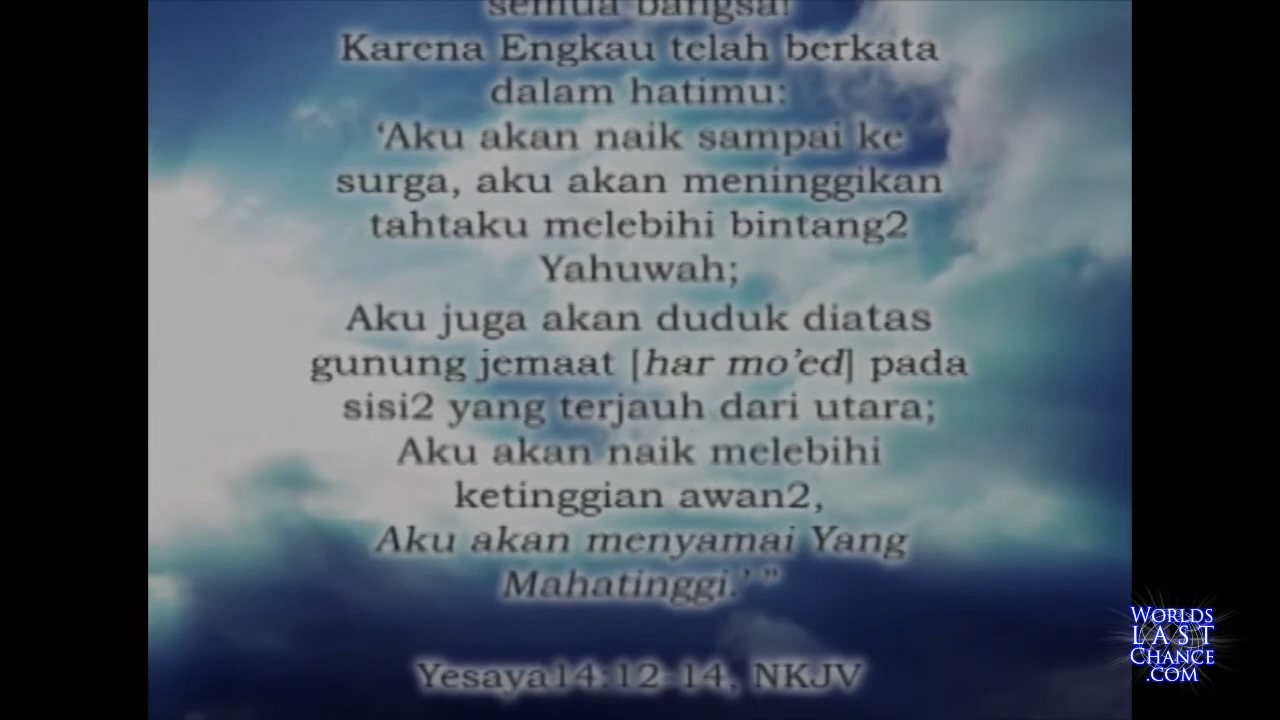 semua bangsa!
Karena Engkau telah berkata
dalam hatimu:
‘Aku akan naik sampai ke
surga, aku akan meninggikan
tahtaku melebihi bintang2
Yahuwah;
Aku juga akan duduk diatas
gunung jemaat [har mo’ed] pada
sisi2 yang terjauh dari utara;
Aku akan naik melebihi
ketinggian awan2,
Aku akan menyamai Yang
Mahatinggi.’ ”
Yesaya14:12-14, NKJV
WORLDS
LAST
CHANCE
.COM